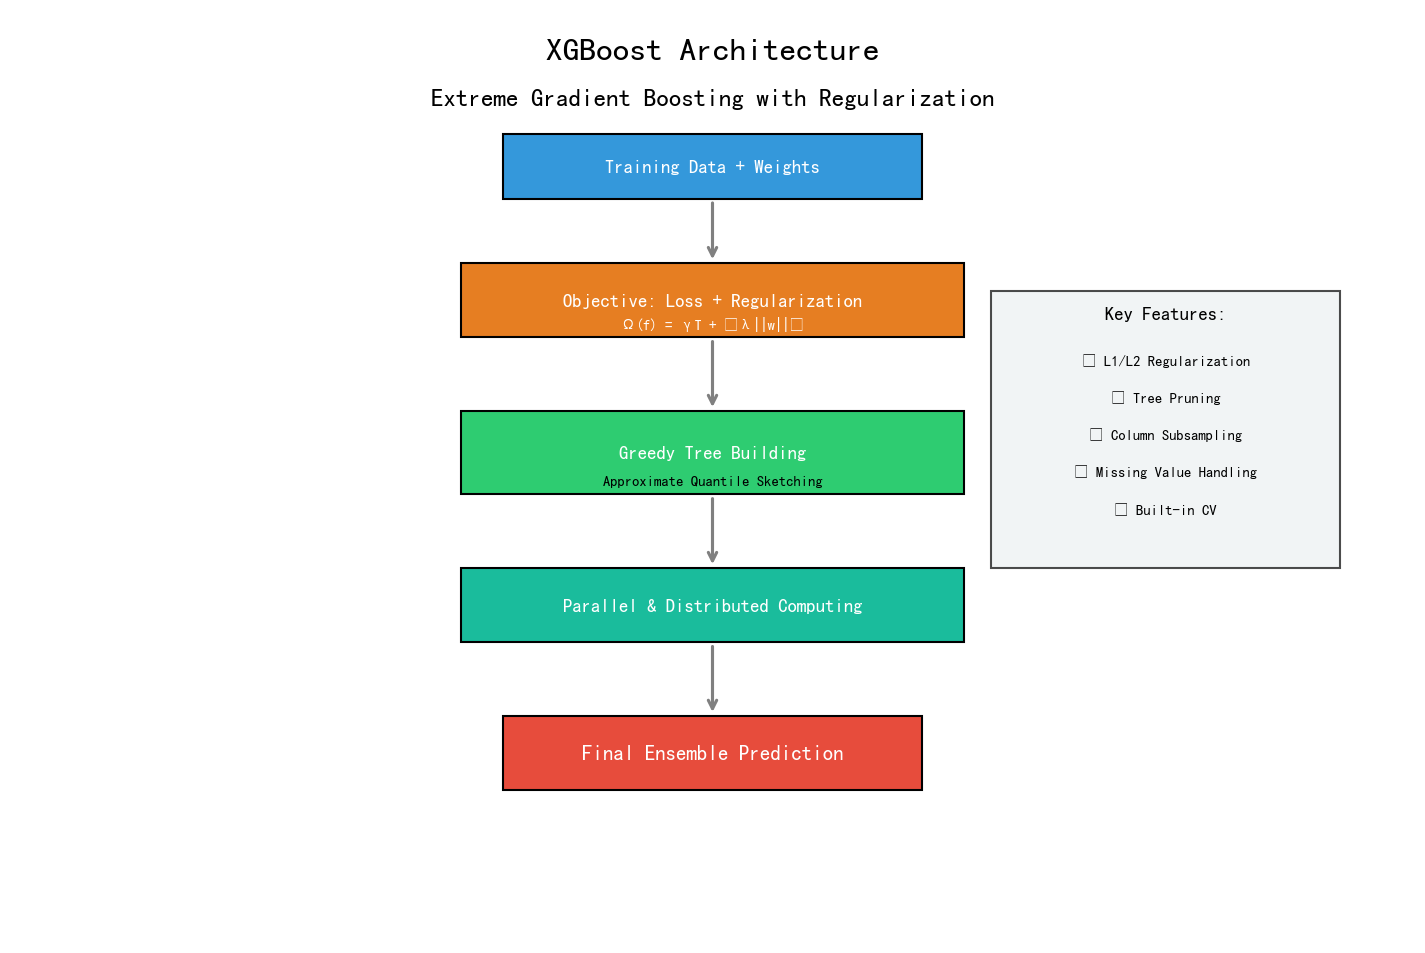 XGBoost Architecture
Extreme Gradient Boosting with Regularization
Training Data + Weights
Objective: Loss + Regularization
Ω(f) = γT + □λ||w||□
Greedy Tree Building
Approximate Quantile Sketching
Parallel & Distributed Computing
Final Ensemble Prediction
Key Features:
□ L1/L2 Regularization
□ Tree Pruning
□ Column Subsampling
□ Missing Value Handling
□ Built-in CV